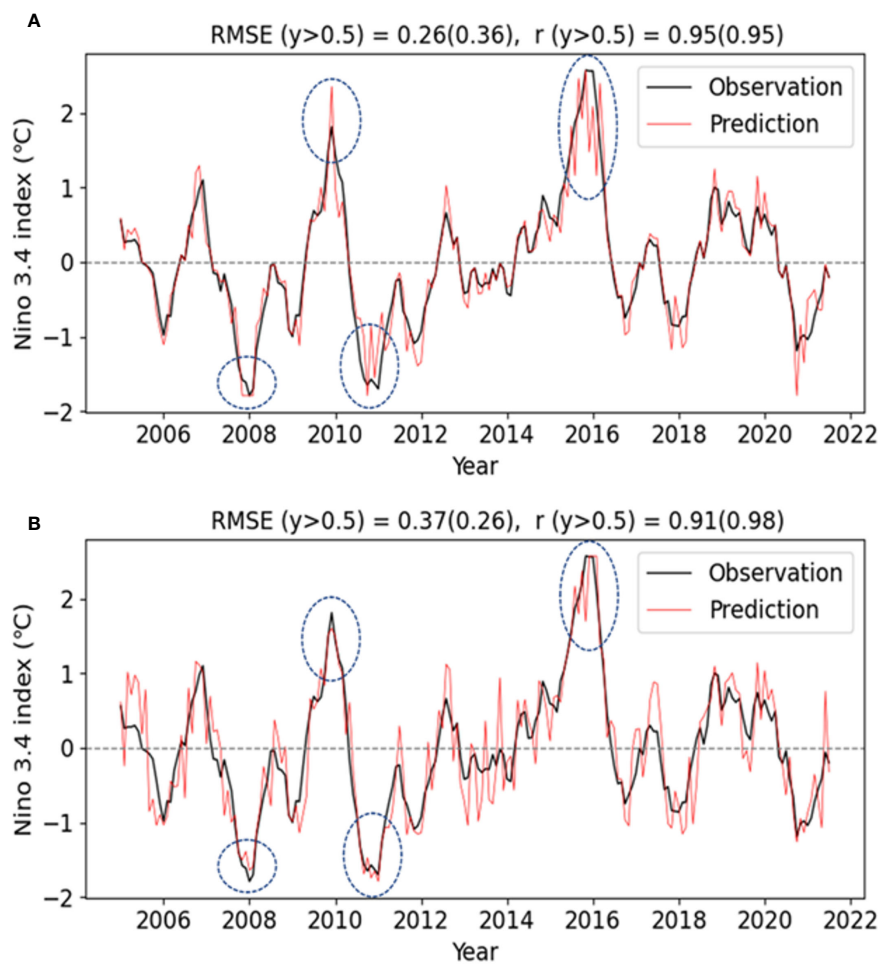 A
RMSE (y>0.5) = 0.26(0.36), r (y>0.5) = 0.95(0.95)
Observation
Prediction
Nino 3.4 index (℃)
2
1
0
−1
−2
2006 2008 2010 2012 2014 2016 2018 2020 2022
Year
B
RMSE (y>0.5) = 0.37(0.26), r (y>0.5) = 0.91(0.98)
Observation
Prediction
Nino 3.4 index (℃)
2
1
0
−1
−2
2006 2008 2010 2012 2014 2016 2018 2020 2022
Year